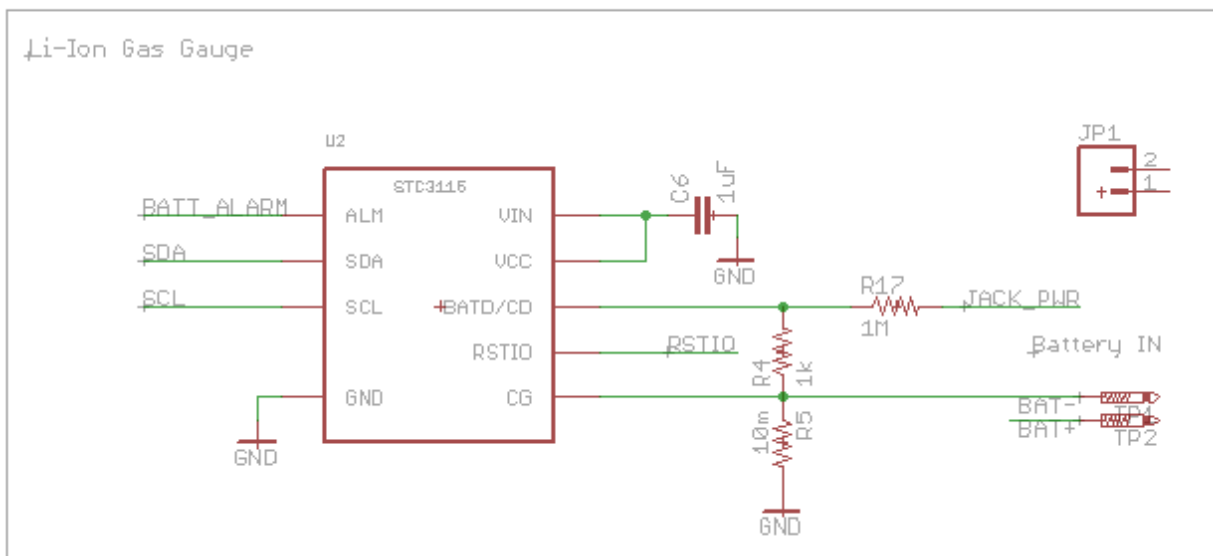 Li-Ion Gas Gauge
U2
STC3115
JP1
2
1
C6
1uF
GND
BATT_ALARM
ALM
VIN
SDA
SDA
VCC
SCL
SCL
BATD/CD
R17
1M
JACK_PWR
RSTIO
RSTIO
R4
1k
Battery IN
GND
CG
BAT-
TP1
BAT+
TP2
10m
R5
GND
GND